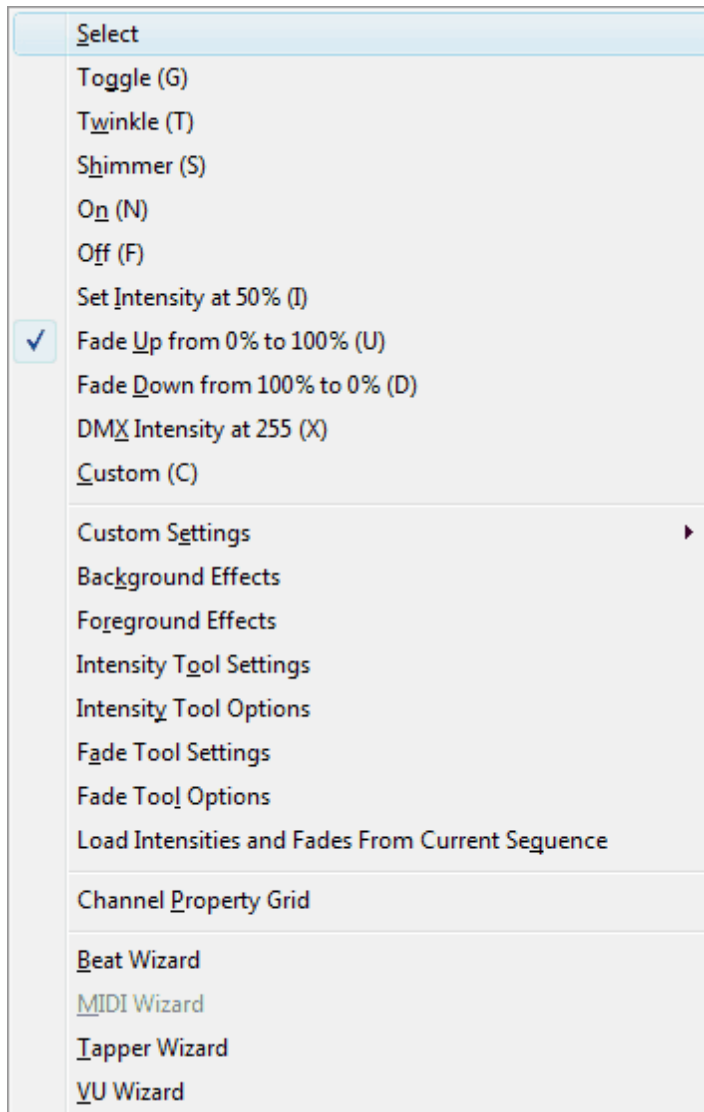 Select
Toggle (G)
Twinkle (T)
Shimmer (S)
On (N)
Off (F)
Set Intensity at 50% (I)
Fade Up from 0% to 100% (U)
Fade Down from 100% to 0% (D)
DMX Intensity at 255 (X)
Custom (C)
Custom Settings
Background Effects
Foreground Effects
Intensity Tool Settings
Intensity Tool Options
Fade Tool Settings
Fade Tool Options
Load Intensities and Fades From Current Sequence
Channel Property Grid
Beat Wizard
MIDI Wizard
Tapper Wizard
VU Wizard